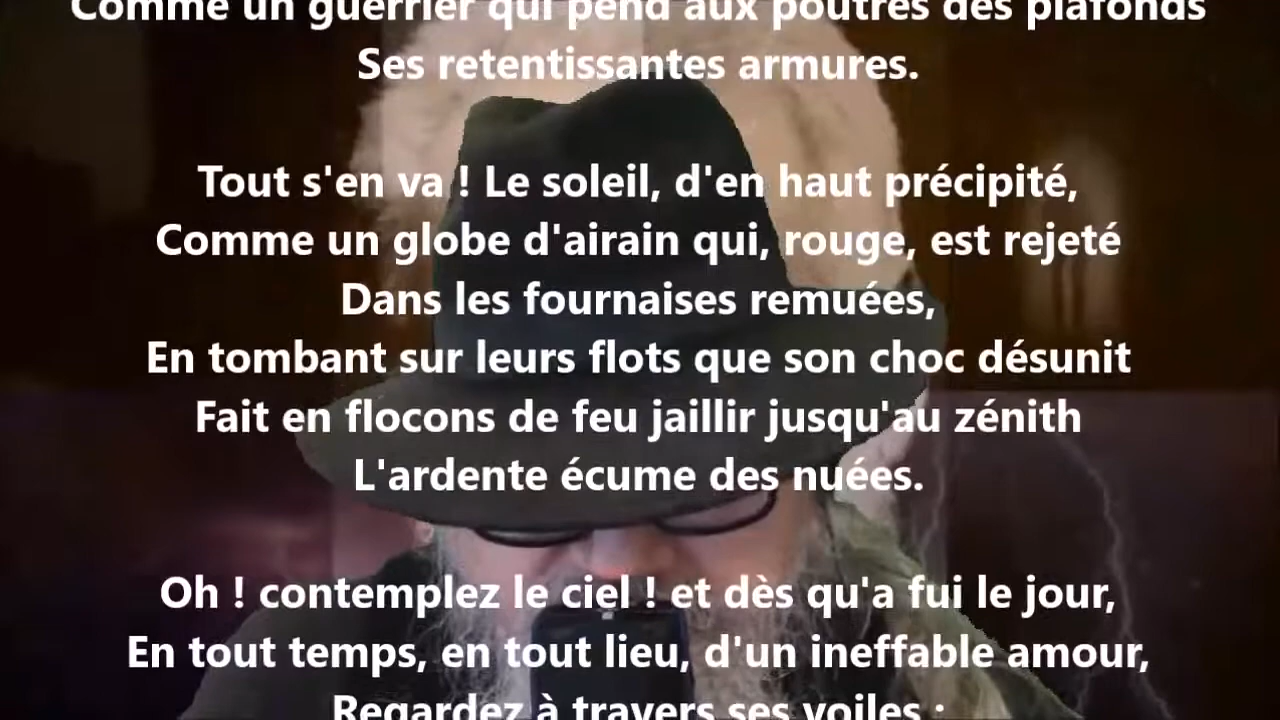 Comme un guerrier qui pend aux poutres des plafonds
Ses retentissantes armures.
Tout s'en va ! Le soleil, d'en haut précipité,
Comme un globe d'airain qui, rouge, est rejeté
Dans les fournaises remuées,
En tombant sur leurs flots que son choc désunit
Fait en flocons de feu jaillir jusqu'au zénith
L'ardente écume des nuées.
Oh ! contemplez le ciel ! et dès qu'a fui le jour,
En tout temps, en tout lieu, d'un ineffable amour,
Regardez à travers ses voiles ;